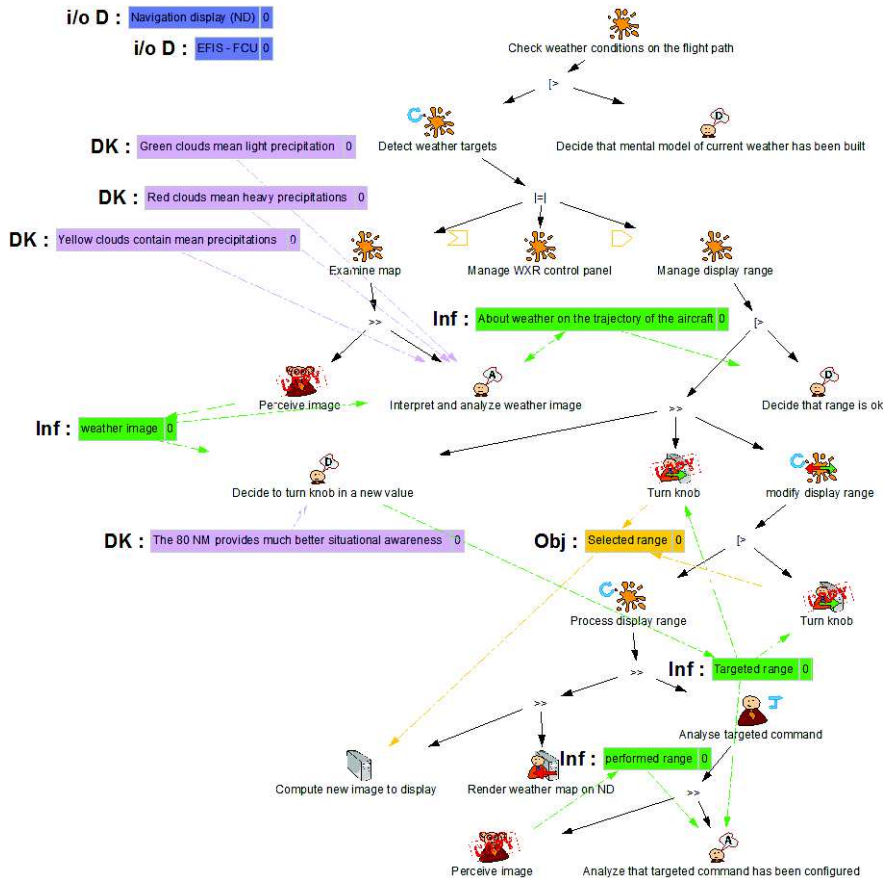 i/o D : Navigation display (ND) 0
i/o D : EFIS - FCU 0
Check weather conditions on the flight path
[>
D
Detect weather targets
Decide that mental model of current weather has been built
DK : Green clouds mean light precipitation 0
DK : Red clouds mean heavy precipitations 0
|=|
DK : Yellow clouds contain mean precipitations 0
Examine map
Manage WXR control panel
Manage display range
>>
Inf : About weather on the trajectory of the aircraft 0
[>
A
D
Perceive image
Interpret and analyze weather image
Decide that range is ok
>>
Inf : weather image 0
D
Decide to turn knob in a new value
Turn knob
modify display range
DK : The 80 NM provides much better situational awareness 0
Obj : Selected range 0
[>
Process display range
Turn knob
>>
Inf : Targeted range 0
>>
Analyse targeted command
Inf : performed range 0
Compute new image to display
Render weather map on ND
>>
A
Perceive image
Analyze that targeted command has been configured